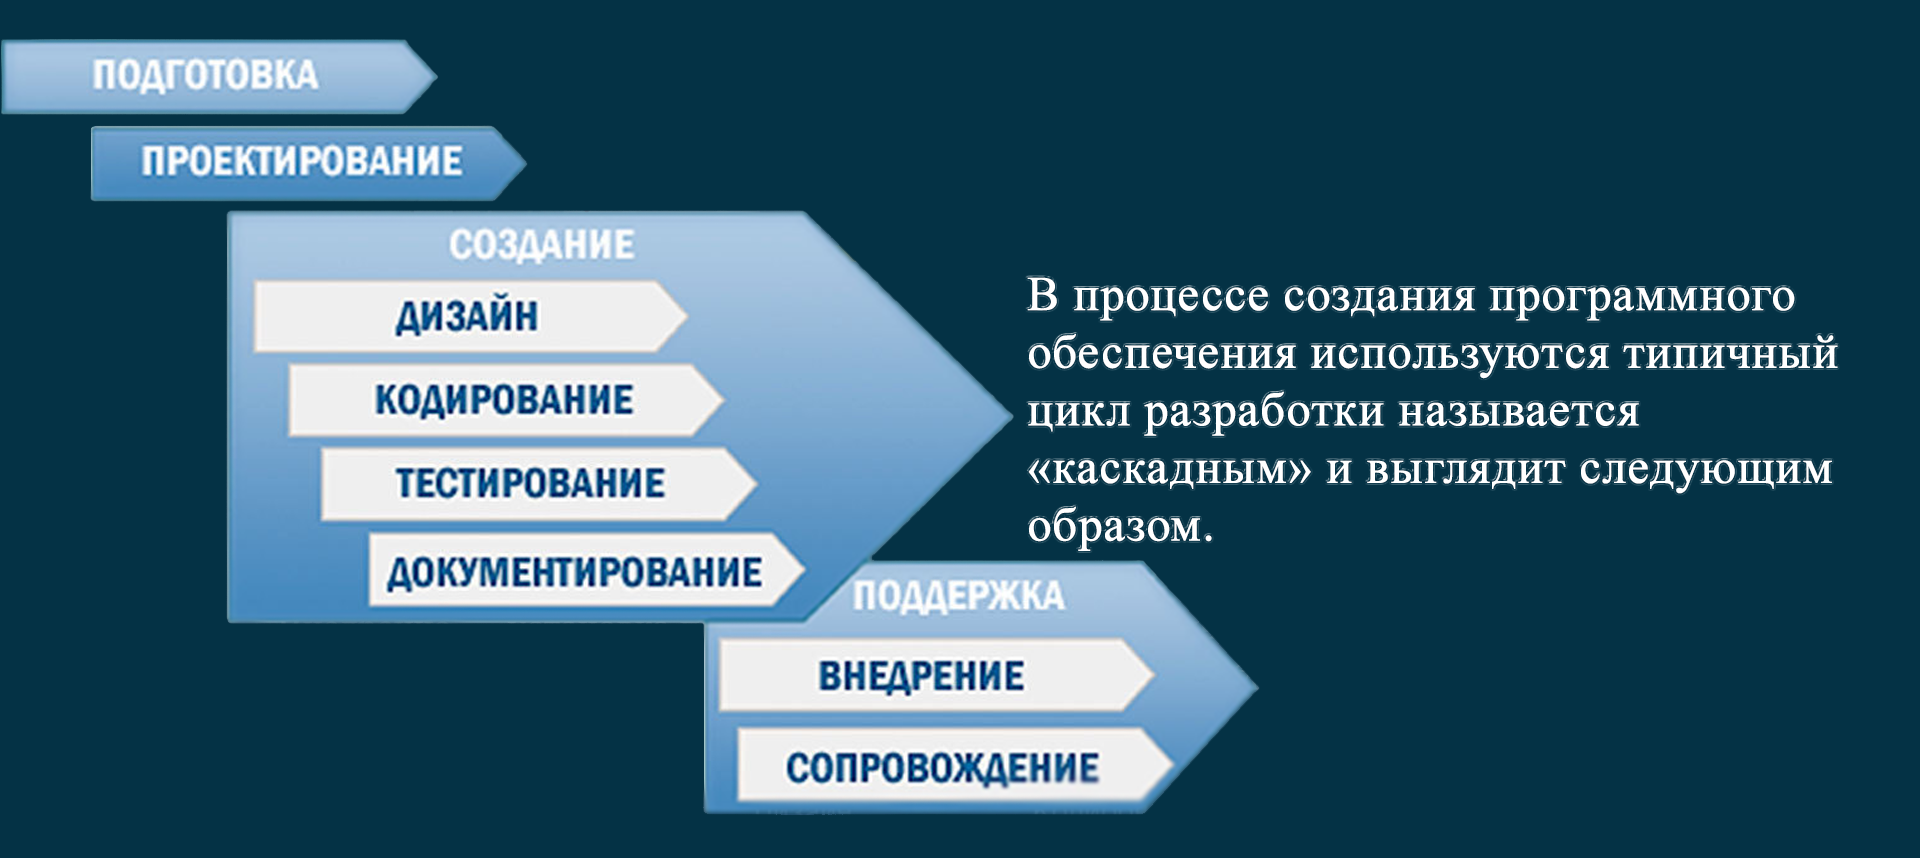 ПОДГОТОВКА
ПРОЕКТИРОВАНИЕ
СОЗДАНИЕ
ДИЗАЙН
КОДИРОВАНИЕ
ТЕСТИРОВАНИЕ
ДОКУМЕНТИРОВАНИЕ
В процессе создания программного
обеспечения используются типичный
цикл разработки называется
«каскадным» и выглядит следующим
образом.
ПОДДЕРЖКА
ВНЕДРЕНИЕ
СОПРОВОЖДЕНИЕ